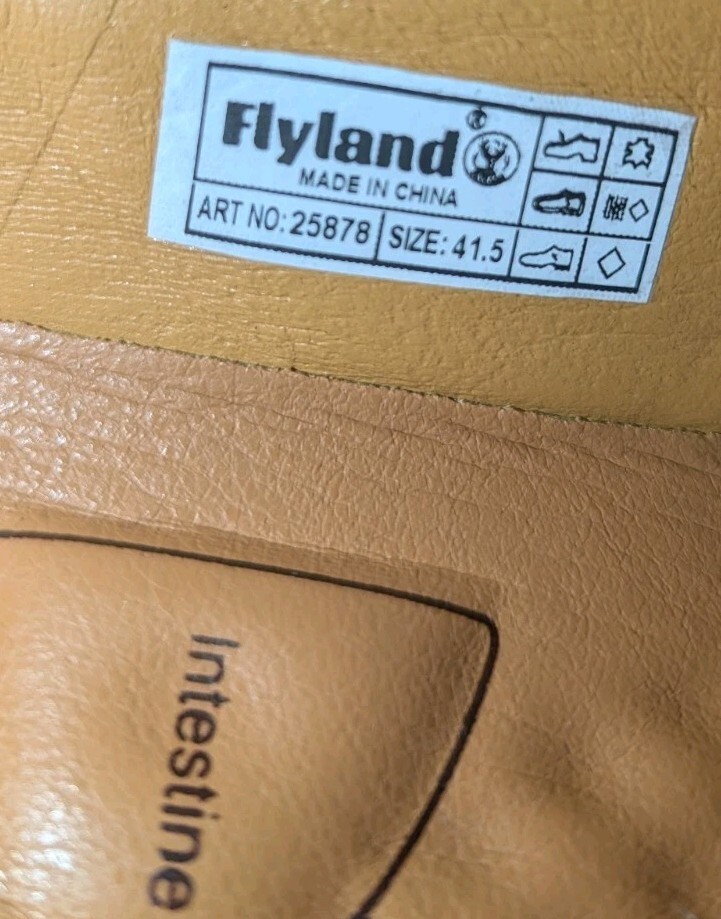 Flyland®
MADE IN CHINA
ART NO: 25878 SIZE: 41.5
Intestine